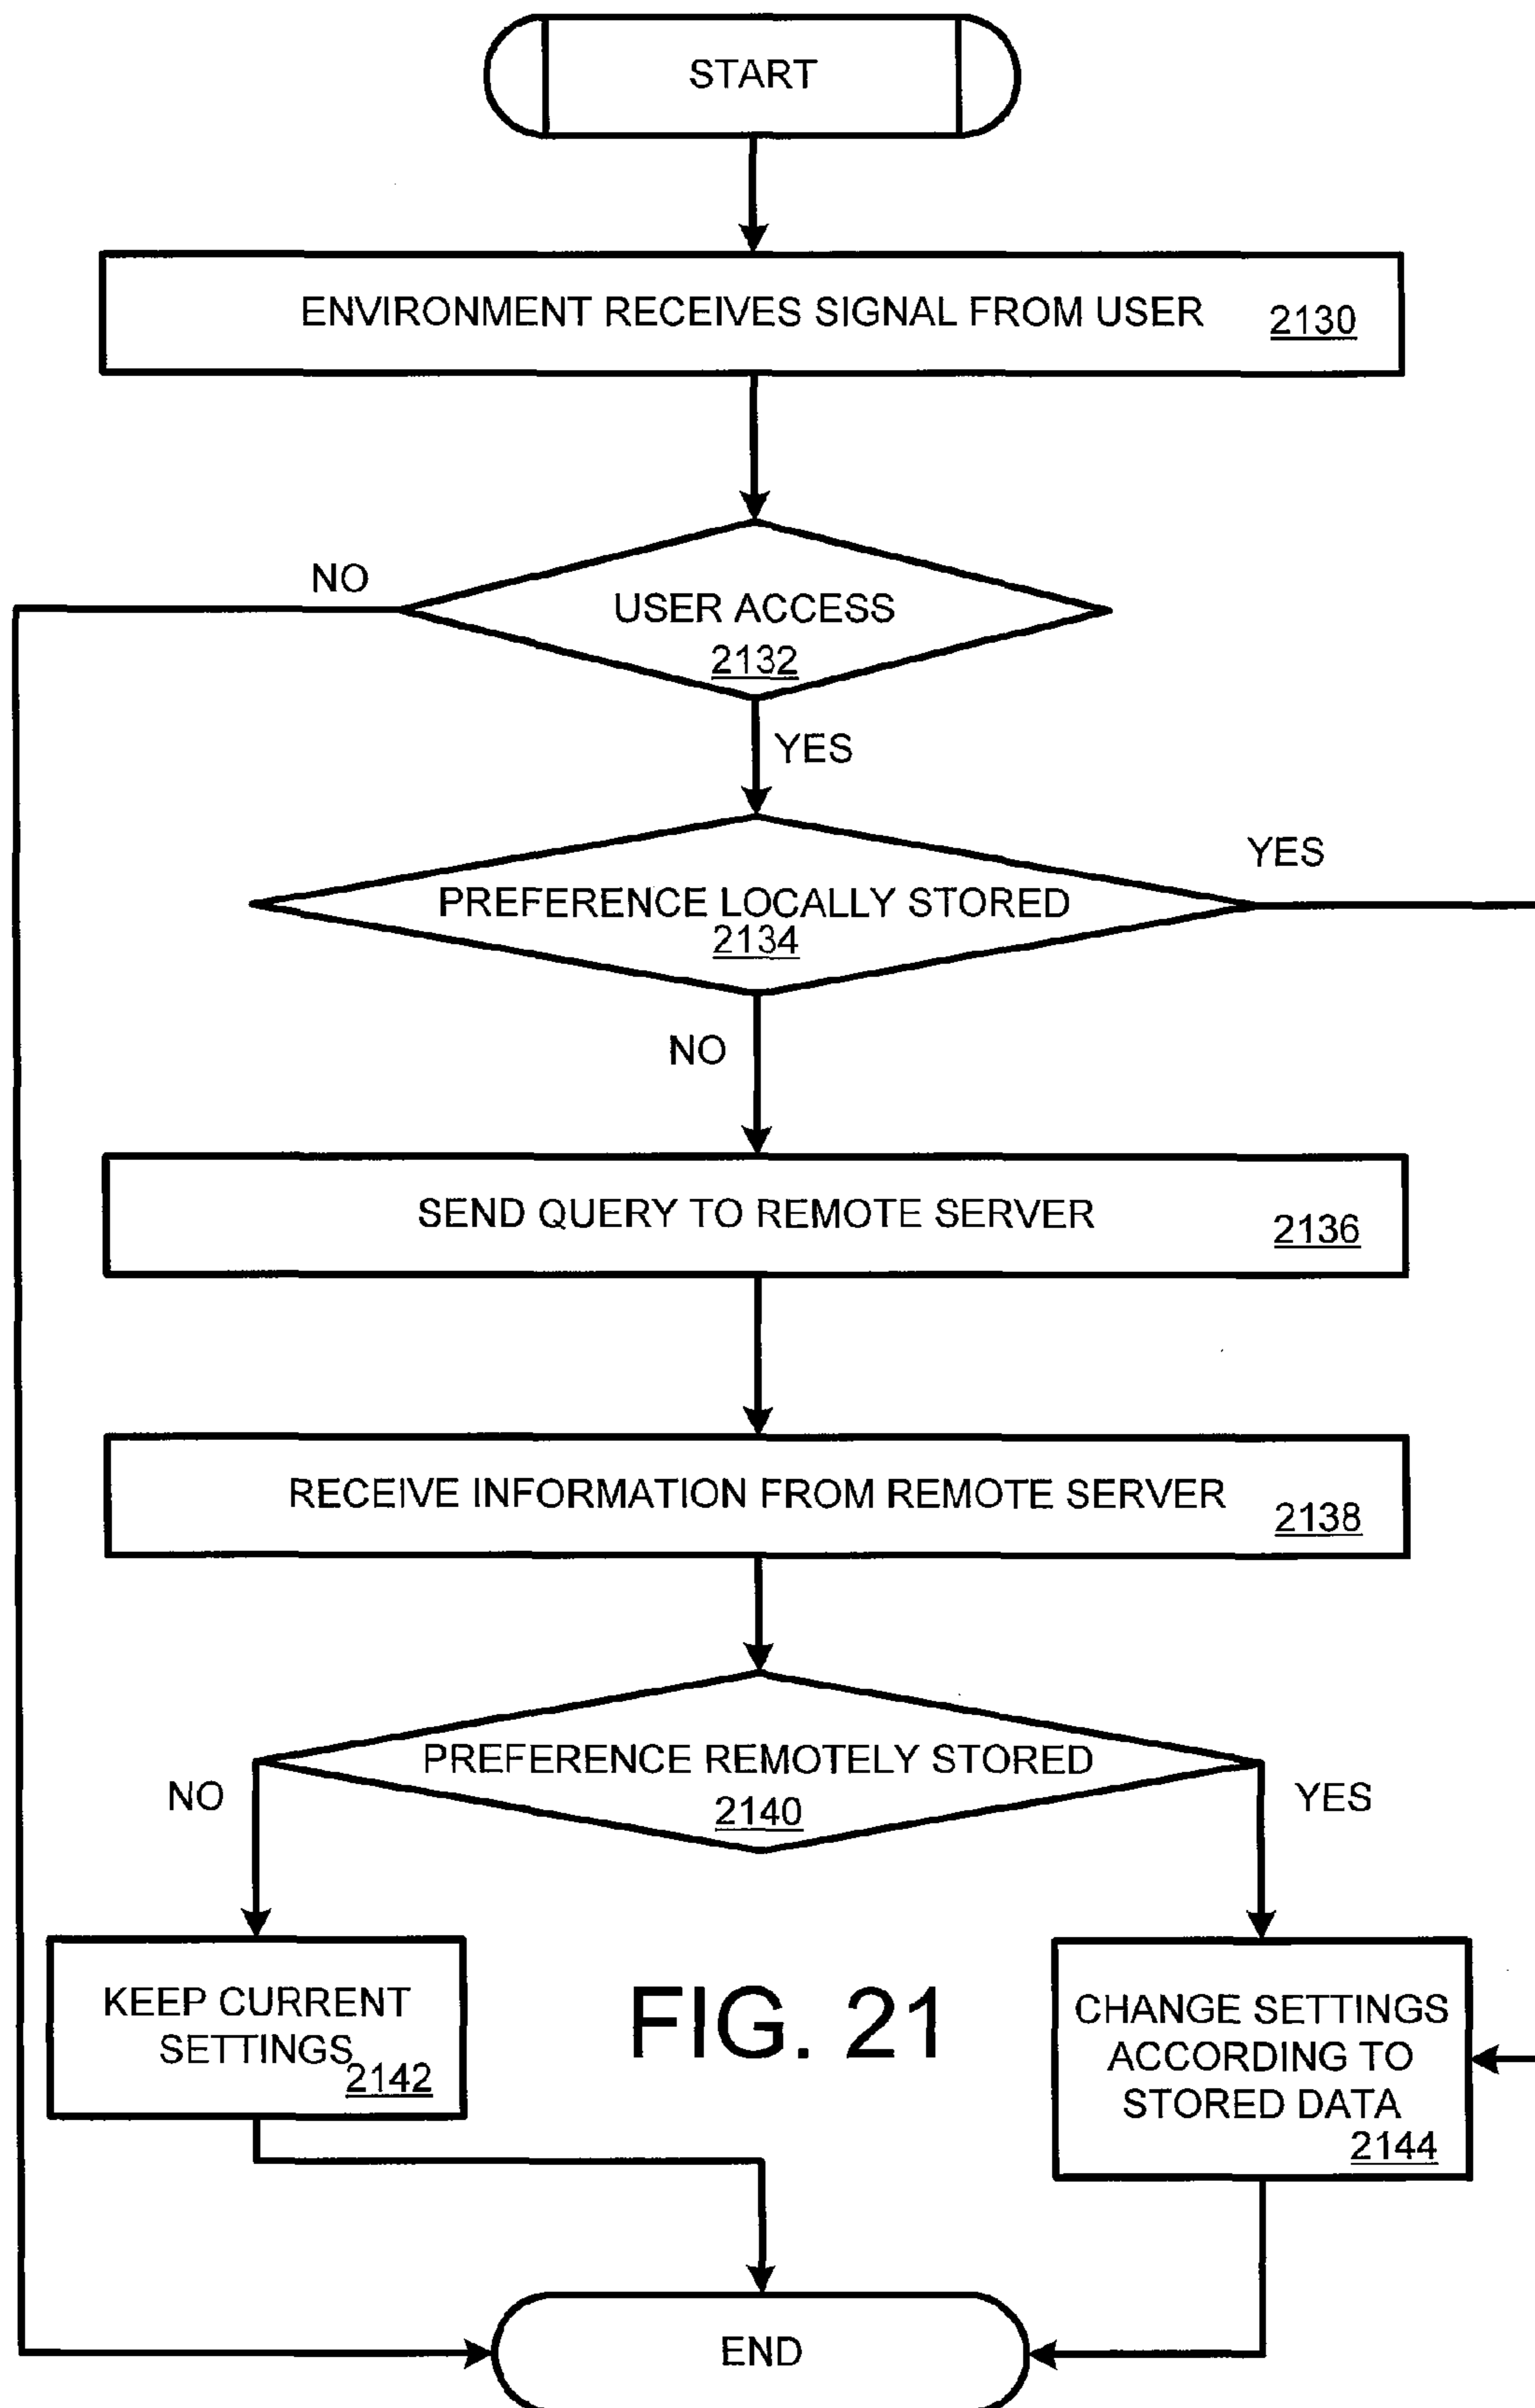 START
ENVIRONMENT RECEIVES SIGNAL FROM USER 2130
NO
USER ACCESS
2132
YES
YES
PREFERENCE LOCALLY STORED
2134
NO
SEND QUERY TO REMOTE SERVER 2136
RECEIVE INFORMATION FROM REMOTE SERVER 2138
PREFERENCE REMOTELY STORED
2140
NO
YES
KEEP CURRENT
SETTINGS
2142
FIG. 21
CHANGE SETTINGS
ACCORDING TO
STORED DATA
2144
END